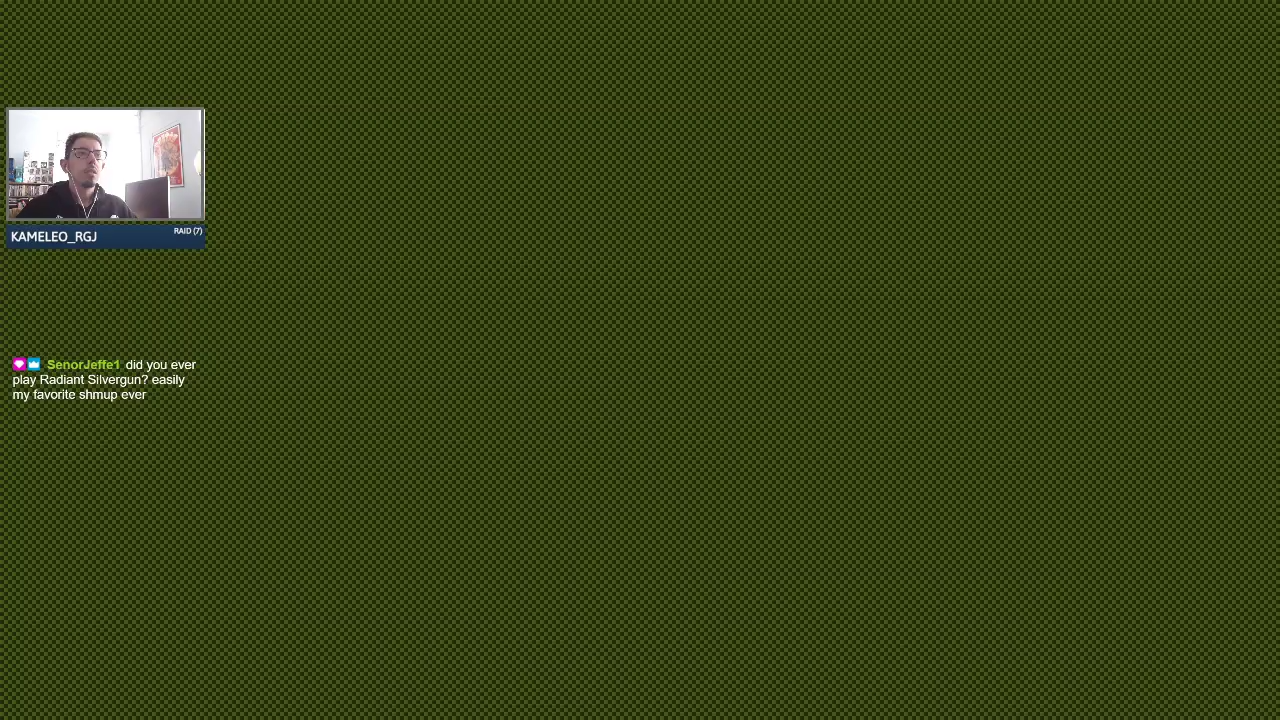 KAMELEO_RGJ
RAID (7)
SenorJeffe1 did you ever
play Radiant Silvergun? easily
my favorite shmup ever